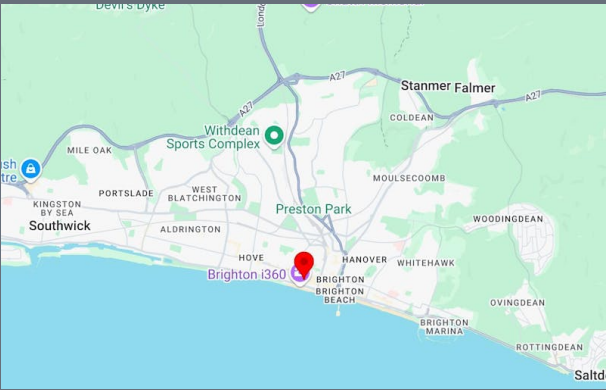 Devil's Dyke
A27
Stanmer
Falmer
A27
A27
COLDEAN
Withdean
Sports Complex
MILE OAK
MOULSECOOMB
PORTSLADE
WEST
BLATCHINGTON
KINGSTON
BY SEA
Preston Park
WOODINGDEAN
Southwick
ALDRINGTON
HOVE
HANOVER
WHITEHAWK
Brighton i360
BRIGHTON
BRIGHTON
BEACH
OVINGDEAN
BRIGHTON
MARINA
ROTTINGDEAN